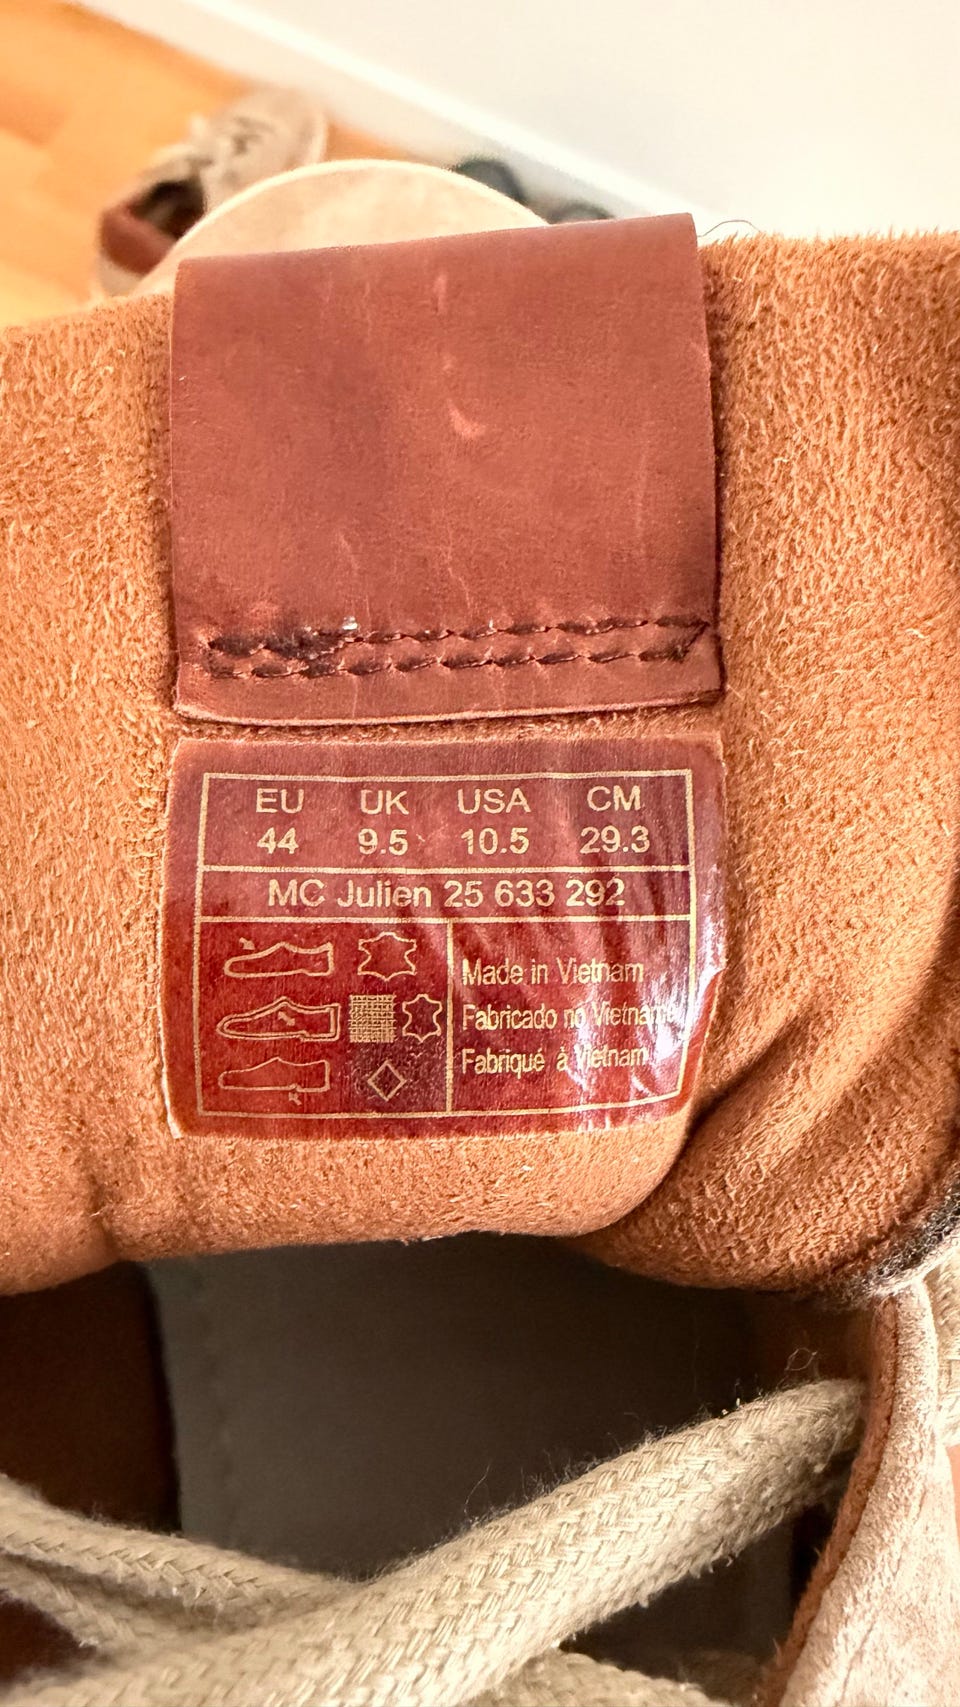 EU UK USA CM
44 9.5 10.5 29.3
MC Julien 25 633 292
Made in Vietnam
Fabricado no Vietname
Fabriqué à Vietnam